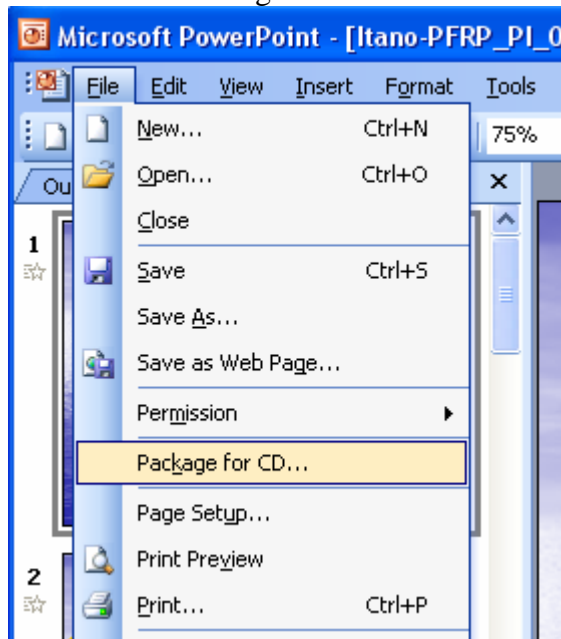 Microsoft PowerPoint - [Itano-PFRP_PI_0
File Edit View Insert Format Tools
75%
Ou
New... Ctrl+N
Open... Ctrl+O
Close
1
Save Ctrl+S
Save As...
Save as Web Page...
Permission
Package for CD...
Page Setup...
Print Preview
2
Print... Ctrl+P